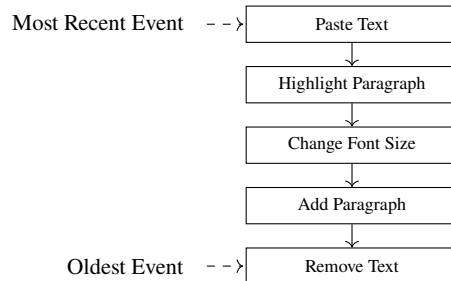 Most Recent Event Paste Text
Highlight Paragraph
Change Font Size
Add Paragraph
Oldest Event Remove Text